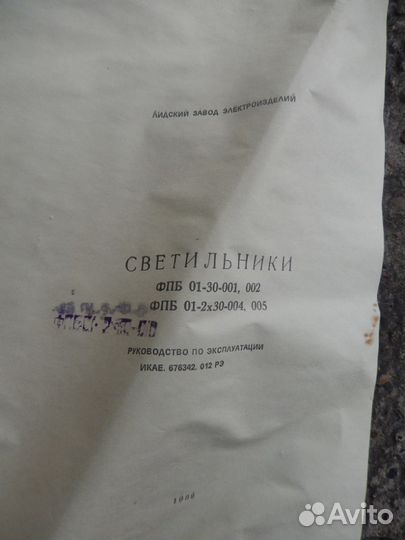 ЛИДСКИЙ ЗАВОД ЭЛЕКТРОИЗДЕЛИЙ
СВЕТИЛЬНИКИ
ФПБ 01-30-001, 002
ФПБ 01-2х30-004, 005
РУКОВОДСТВО ПО ЭКСПЛУАТАЦИИ
ИКАЕ. 676342. 012 РЭ
Avito